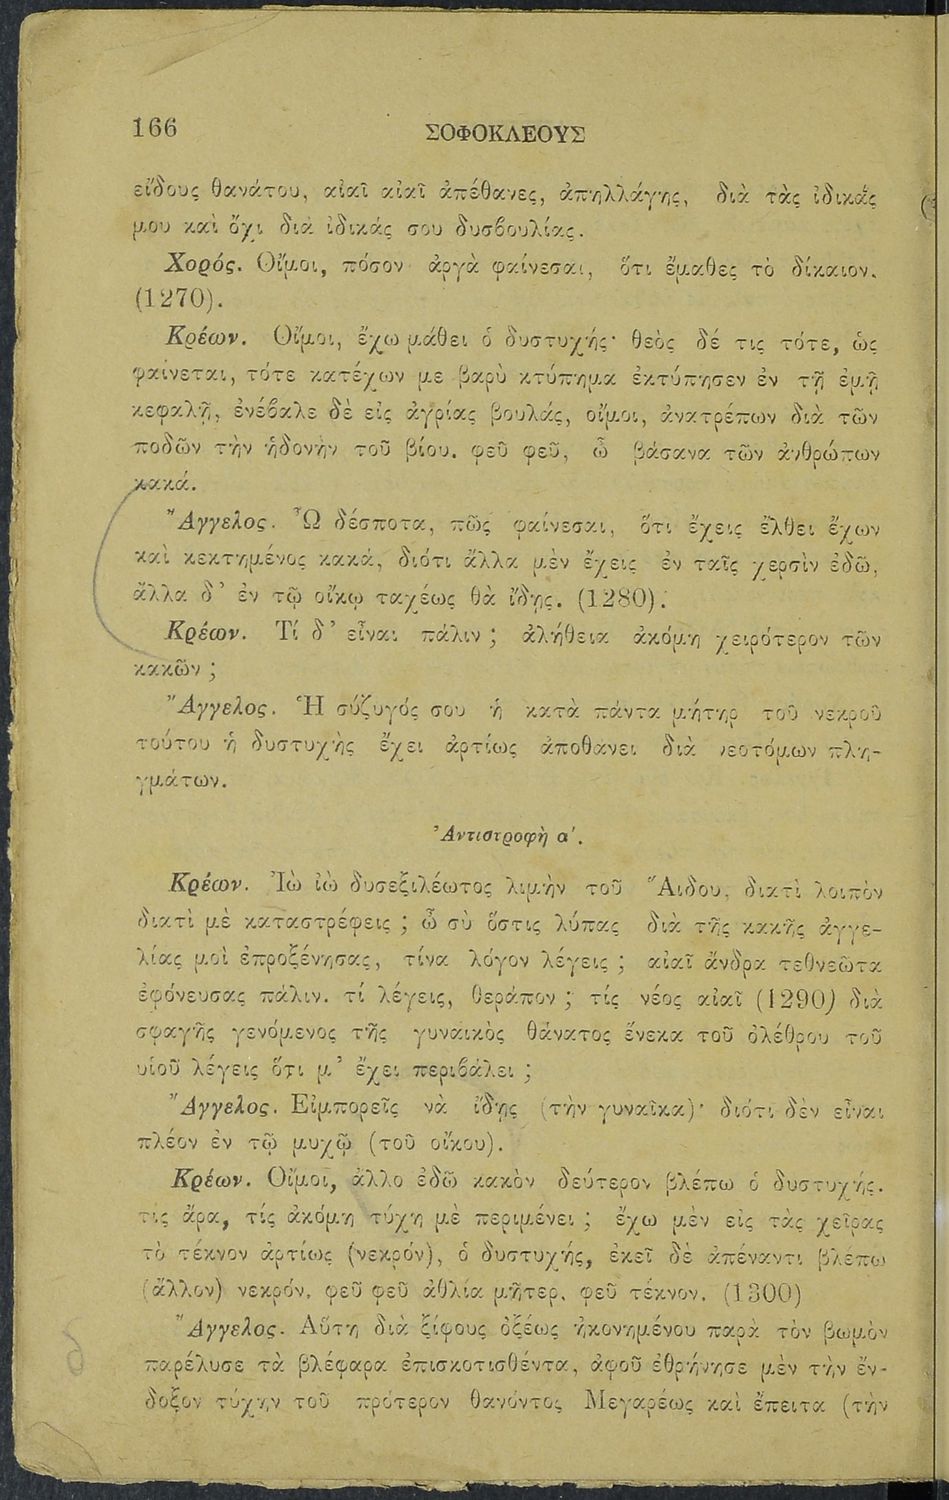 166
ΣΟΦΟΚΛΕΟΥΣ
εἴδους θανάτου, αἰαῖ αἰαῖ ἀπέθανες, ἀπηλλάγης, διὰ τὰς ἰδικάς
μου καὶ ὄχι διὰ ἰδικάς σου δυσβουλίας.
Χορός. Οἴμοι, πόσον ἀργὰ φαίνεσαι, ὅτι ἔμαθες τὸ δίκαιον.
(1270).
Κρέων. Οἴμοι, ἔχω μάθει ὁ δυστυχής· θεὸς δέ τις τότε, ὡς
φαίνεται, τότε κατέχων με βαρὺ κτύπημα ἐκτύπησεν ἐν τῇ ἐμῇ
κεφαλῇ, ἐνέβαλε δὲ εἰς ἀγρίας βουλάς, οἴμοι, ἀνατρέπων διὰ τῶν
ποδῶν τὴν ἡδονὴν τοῦ βίου. φεῦ φεῦ, ὦ βάσανα τῶν ἀνθρώπων
κακά.
Ἄγγελος. Ὦ δέσποτα, πῶς φαίνεσαι, ὅτι ἔχεις ἔλθει ἔχων
καὶ κεκτημένος κακά, διότι ἄλλα μὲν ἔχεις ἐν ταῖς χερσὶν ἐδῶ,
ἄλλα δ' ἐν τῷ οἴκῳ ταχέως θὰ ἴδῃς. (1280).
Κρέων. Τί δ' εἶναι πάλιν ; ἀλήθεια ἀκόμη χειρότερον τῶν
κακῶν ;
Ἄγγελος. Ἡ σύζυγός σου ἡ κατὰ πάντα μήτηρ τοῦ νεκροῦ
τούτου ἡ δυστυχὴς ἔχει ἀρτίως ἀποθάνει διὰ νεοτόμων πλη-
γμάτων.
Ἀντιστροφὴ α'.
Κρέων. Ἰὼ ἰὼ δυσεξιλέωτος λιμὴν τοῦ Ἅιδου, διατὶ λοιπὸν
διατὶ μὲ καταστρέφεις ; ὦ σὺ ὅστις λύπας διὰ τῆς κακῆς ἀγγε-
λίας μοὶ ἐπροξένησας, τίνα λόγον λέγεις ; αἰαῖ ἄνδρα τεθνεῶτα
ἐφόνευσας πάλιν. τί λέγεις, θεράπον ; τίς νέος αἰαῖ (1290) διὰ
σφαγῆς γενόμενος τῆς γυναικὸς θάνατος ἕνεκα τοῦ ὀλέθρου τοῦ
υἱοῦ λέγεις ὅτι μ' ἔχει περιβάλει ;
Ἄγγελος. Εἰμπορεῖς νὰ ἴδῃς (τὴν γυναῖκα)· διότι δὲν εἶναι
πλέον ἐν τῷ μυχῷ (τοῦ οἴκου).
Κρέων. Οἴμοι, ἄλλο ἐδῶ κακὸν δεύτερον βλέπω ὁ δυστυχής.
τις ἄρα, τίς ἀκόμη τύχη μὲ περιμένει ; ἔχω μὲν εἰς τὰς χεῖρας
τὸ τέκνον ἀρτίως (νεκρόν), ὁ δυστυχής, ἐκεῖ δὲ ἀπέναντι βλέπω
(ἄλλον) νεκρόν, φεῦ φεῦ ἀθλία μῆτερ. φεῦ τέκνον. (1300)
Ἄγγελος. Αὕτη διὰ ξίφους ὀξέως ἠκονημένου παρὰ τὸν βωμὸν
παρέλυσε τὰ βλέφαρα ἐπισκοτισθέντα, ἀφοῦ ἐθρήνησε μὲν τὴν ἔν-
δοξον τύχην τοῦ πρότερον θανόντος Μεγαρέως καὶ ἔπειτα (τὴν